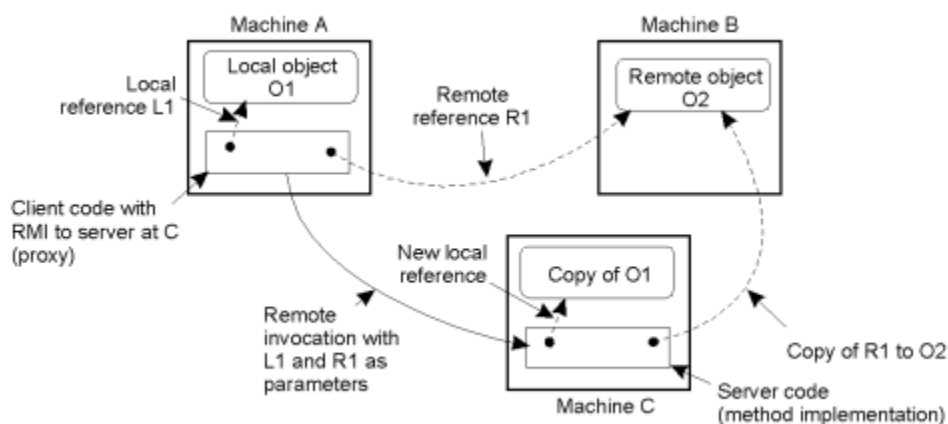 Machine A
Machine B
Local object
O1
Remote object
O2
Local
reference L1
Remote
reference R1
Client code with
RMI to server at C
(proxy)
New local
reference
Copy of O1
Remote
invocation with
L1 and R1 as
parameters
Copy of R1 to O2
Server code
(method implementation)
Machine C